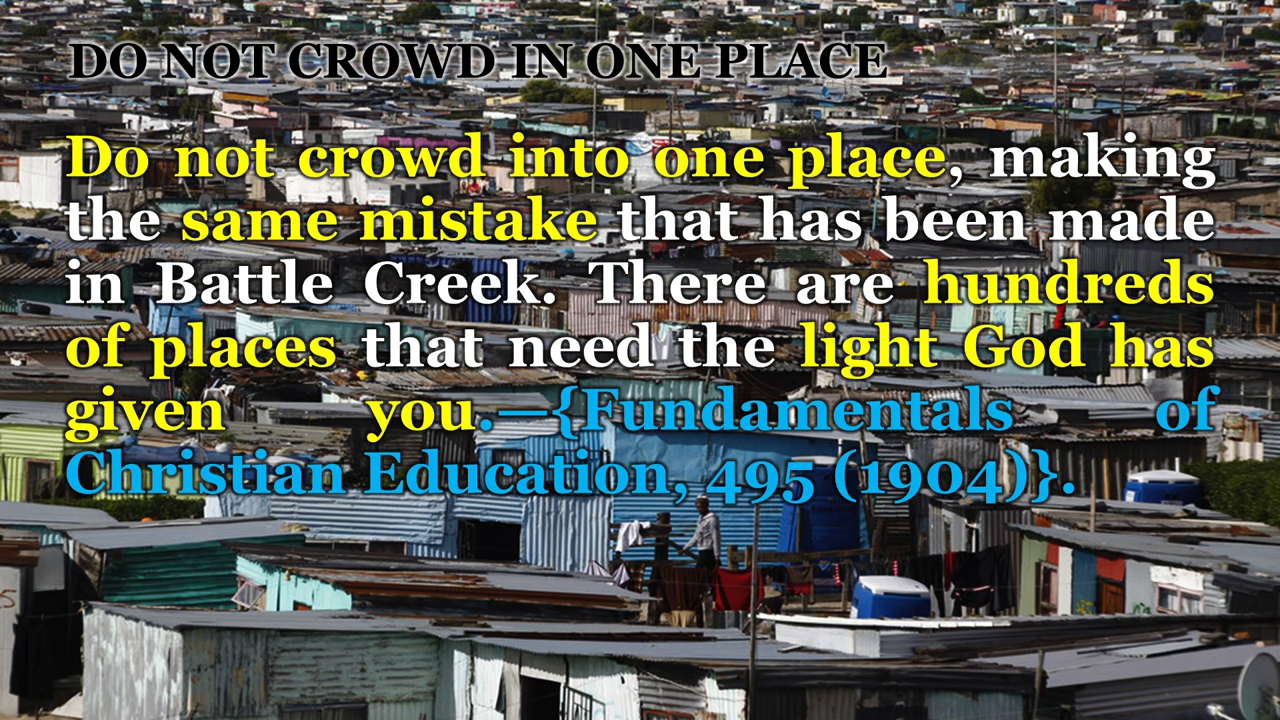 DO NOT CROWD IN ONE PLACE
Do not crowd into one place, making
the same mistake that has been made
in Battle Creek. There are hundreds
of places that need the light God has
given you.—{Fundamentals of
Christian Education, 495 (1904)}.